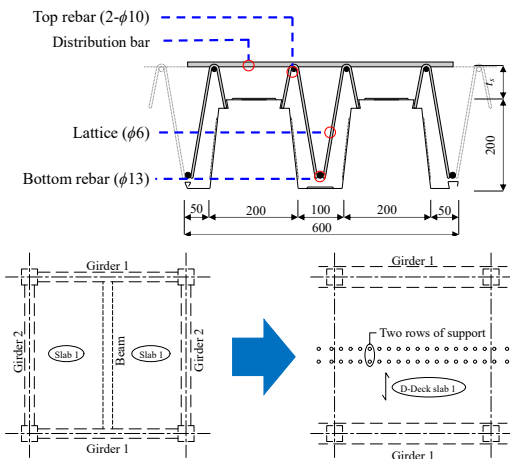 Top rebar (2-ϕ10)
Distribution bar
Lattice (ϕ6)
Bottom rebar (ϕ13)
t_s
200
50
200
100
200
50
600
Girder 1
Girder 2
Slab 1
Beam
Slab 1
Girder 2
Girder 1
Girder 1
Two rows of support
D-Deck slab 1
Girder 1